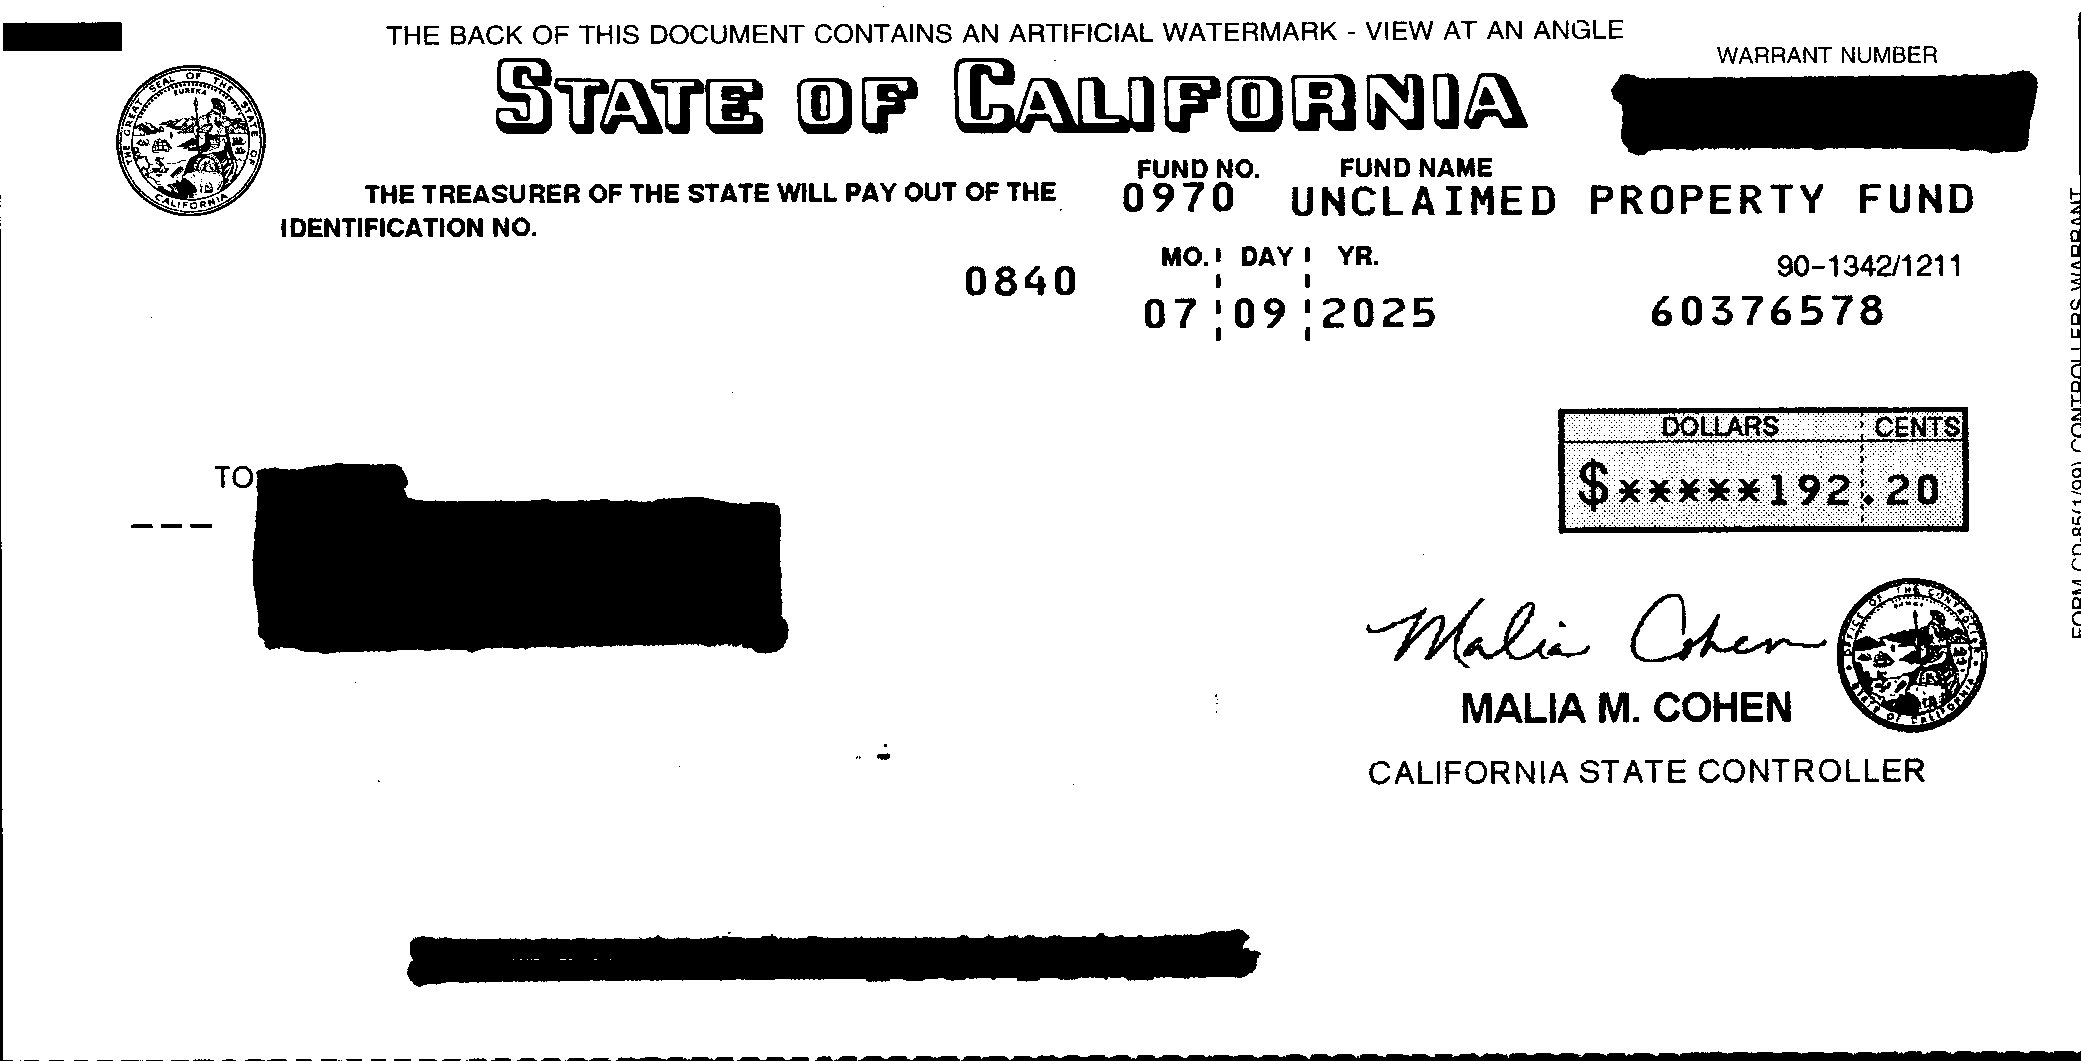 THE BACK OF THIS DOCUMENT CONTAINS AN ARTIFICIAL WATERMARK - VIEW AT AN ANGLE
WARRANT NUMBER
STATE OF CALIFORNIA
THE GREAT SEAL OF THE STATE OF CALIFORNIA
EUREKA
FUND NO. FUND NAME
THE TREASURER OF THE STATE WILL PAY OUT OF THE 0970 UNCLAIMED PROPERTY FUND
IDENTIFICATION NO.
MO. DAY YR.
90-1342/1211
0840
07 09 2025
60376578
DOLLARS CENTS
TO
$*****192.20
---
Malia Cohen
OFFICE OF THE CONTROLLER
STATE OF CALIFORNIA
MALIA M. COHEN
CALIFORNIA STATE CONTROLLER
FORM CD-85(1/99) CONTROLLERS WARRANT